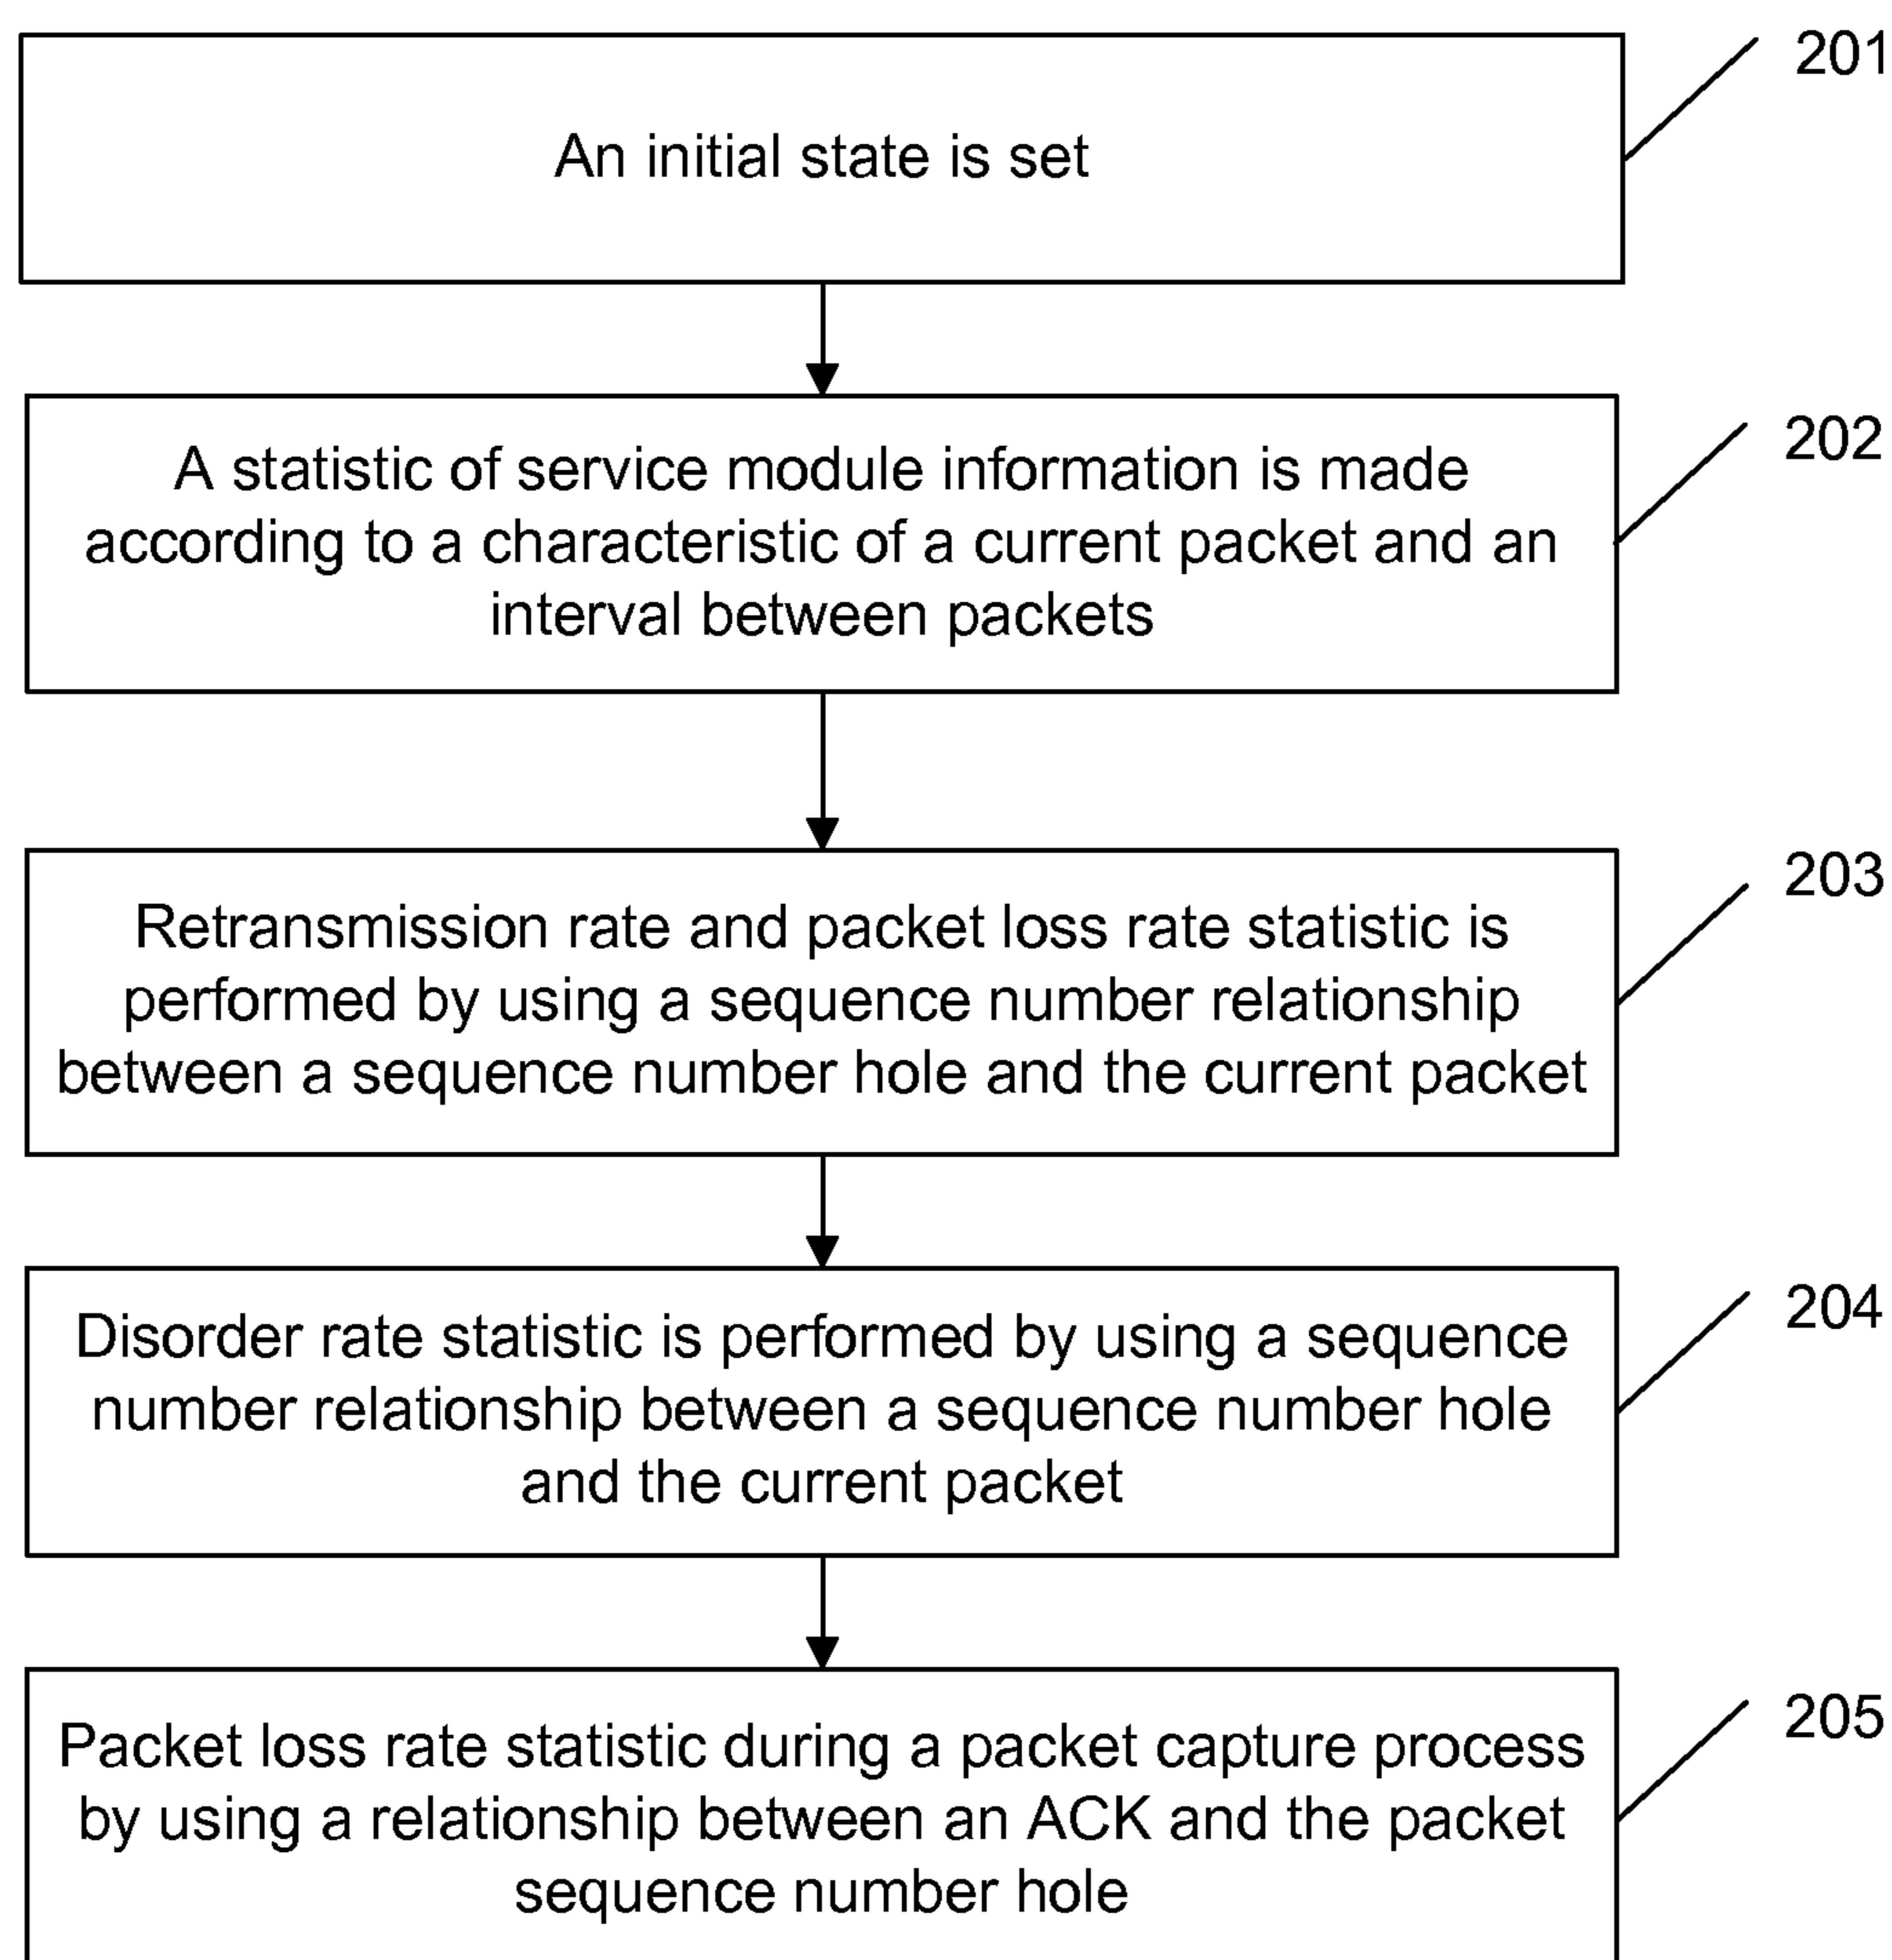 201
An initial state is set
202
A statistic of service module information is made
according to a characteristic of a current packet and an
interval between packets
203
Retransmission rate and packet loss rate statistic is
performed by using a sequence number relationship
between a sequence number hole and the current packet
204
Disorder rate statistic is performed by using a sequence
number relationship between a sequence number hole
and the current packet
205
Packet loss rate statistic during a packet capture process
by using a relationship between an ACK and the packet
sequence number hole